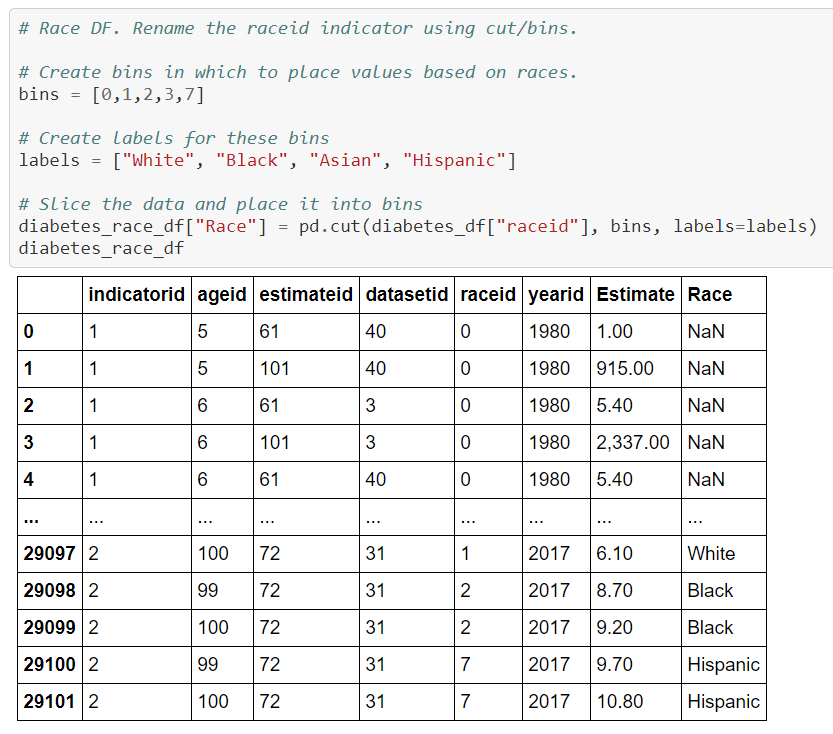 # Race DF. Rename the raceid indicator using cut/bins.
# Create bins in which to place values based on races.
bins = [0,1,2,3,7]
# Create labels for these bins
labels = ["White", "Black", "Asian", "Hispanic"]
# Slice the data and place it into bins
diabetes_race_df["Race"] = pd.cut(diabetes_df["raceid"], bins, labels=labels)
diabetes_race_df
indicatorid ageid estimateid datasetid raceid yearid Estimate Race
0 1 5 61 40 0 1980 1.00 NaN
1 1 5 101 40 0 1980 915.00 NaN
2 1 6 61 3 0 1980 5.40 NaN
3 1 6 101 3 0 1980 2,337.00 NaN
4 1 6 61 40 0 1980 5.40 NaN
... ... ... ... ... ... ... ... ...
29097 2 100 72 31 1 2017 6.10 White
29098 2 99 72 31 2 2017 8.70 Black
29099 2 100 72 31 2 2017 9.20 Black
29100 2 99 72 31 7 2017 9.70 Hispanic
29101 2 100 72 31 7 2017 10.80 Hispanic